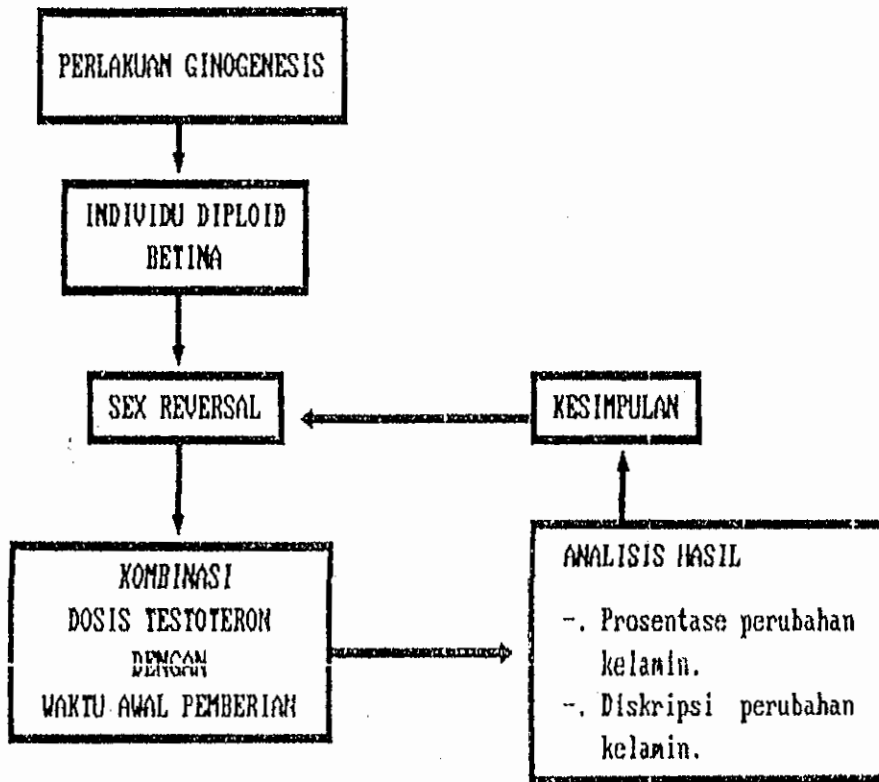 PERLAKUAN GINOGENESIS
INDIVIDU DIPLOID
BETINA
SEX REVERSAL
KESIMPULAN
KOMBINASI
DOSIS TESTOTERON
DENGAN
WAKTU AWAL PEMBERIAN
ANALISIS HASIL
-. Prosentase perubahan
kelamin.
-. Diskripsi perubahan
kelamin.